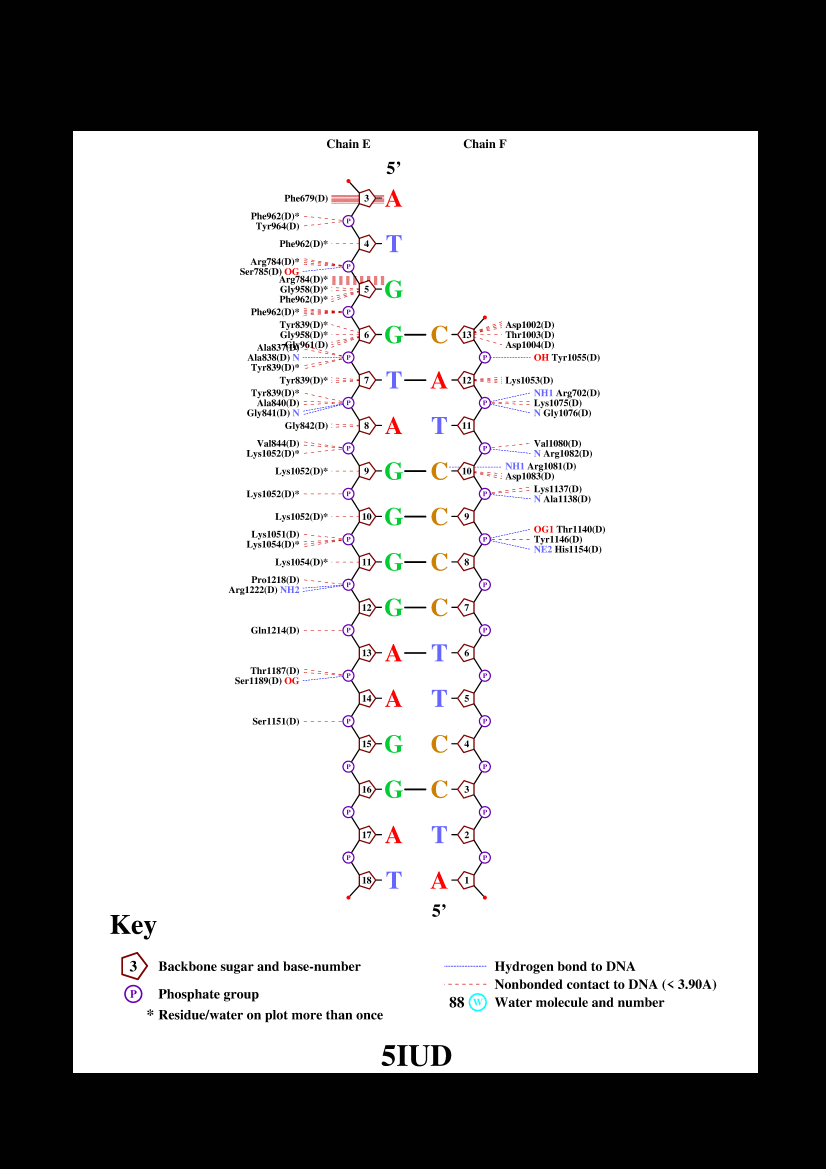 Chain E Chain F
5’
Phe679(D) 3 A
Phe962(D)* P
Tyr964(D)
Phe962(D)* 4 T
Arg784(D)* P
Ser785(D) OG
Arg784(D)*
Gly958(D)* 5 G
Phe962(D)*
Phe962(D)* P
Tyr839(D)* Asp1002(D)
Gly958(D)* 6 G C 13 Thr1003(D)
Gly961(D) Asp1004(D)
Ala837(D)*
Ala838(D) N P P OH Tyr1055(D)
Tyr839(D)*
Tyr839(D)* 7 T A 12 Lys1053(D)
Tyr839(D)* NH1 Arg702(D)
Ala840(D) P P Lys1075(D)
Gly841(D) N N Gly1076(D)
Gly842(D) 8 A T 11
Val844(D) P P Val1080(D)
Lys1052(D)* N Arg1082(D)
NH1 Arg1081(D)
Lys1052(D)* 9 G C 10
Asp1083(D)
Lys1137(D)
Lys1052(D)* P P
N Ala1138(D)
Lys1052(D)* 10 G C 9
Lys1051(D) OG1 Thr1140(D)
P P Tyr1146(D)
Lys1054(D)* NE2 His1154(D)
Lys1054(D)* 11 G C 8
Pro1218(D) P P
Arg1222(D) NH2
12 G C 7
Gln1214(D) P P
13 A T 6
Thr1187(D) P P
Ser1189(D) OG
14 A T 5
Ser1151(D) P P
15 G C 4
P P
16 G C 3
P P
17 A T 2
P P
18 T A 1
5’
Key
3 Backbone sugar and base-number
P Phosphate group
* Residue/water on plot more than once
Hydrogen bond to DNA
Nonbonded contact to DNA (< 3.90A)
88 W Water molecule and number
5IUD